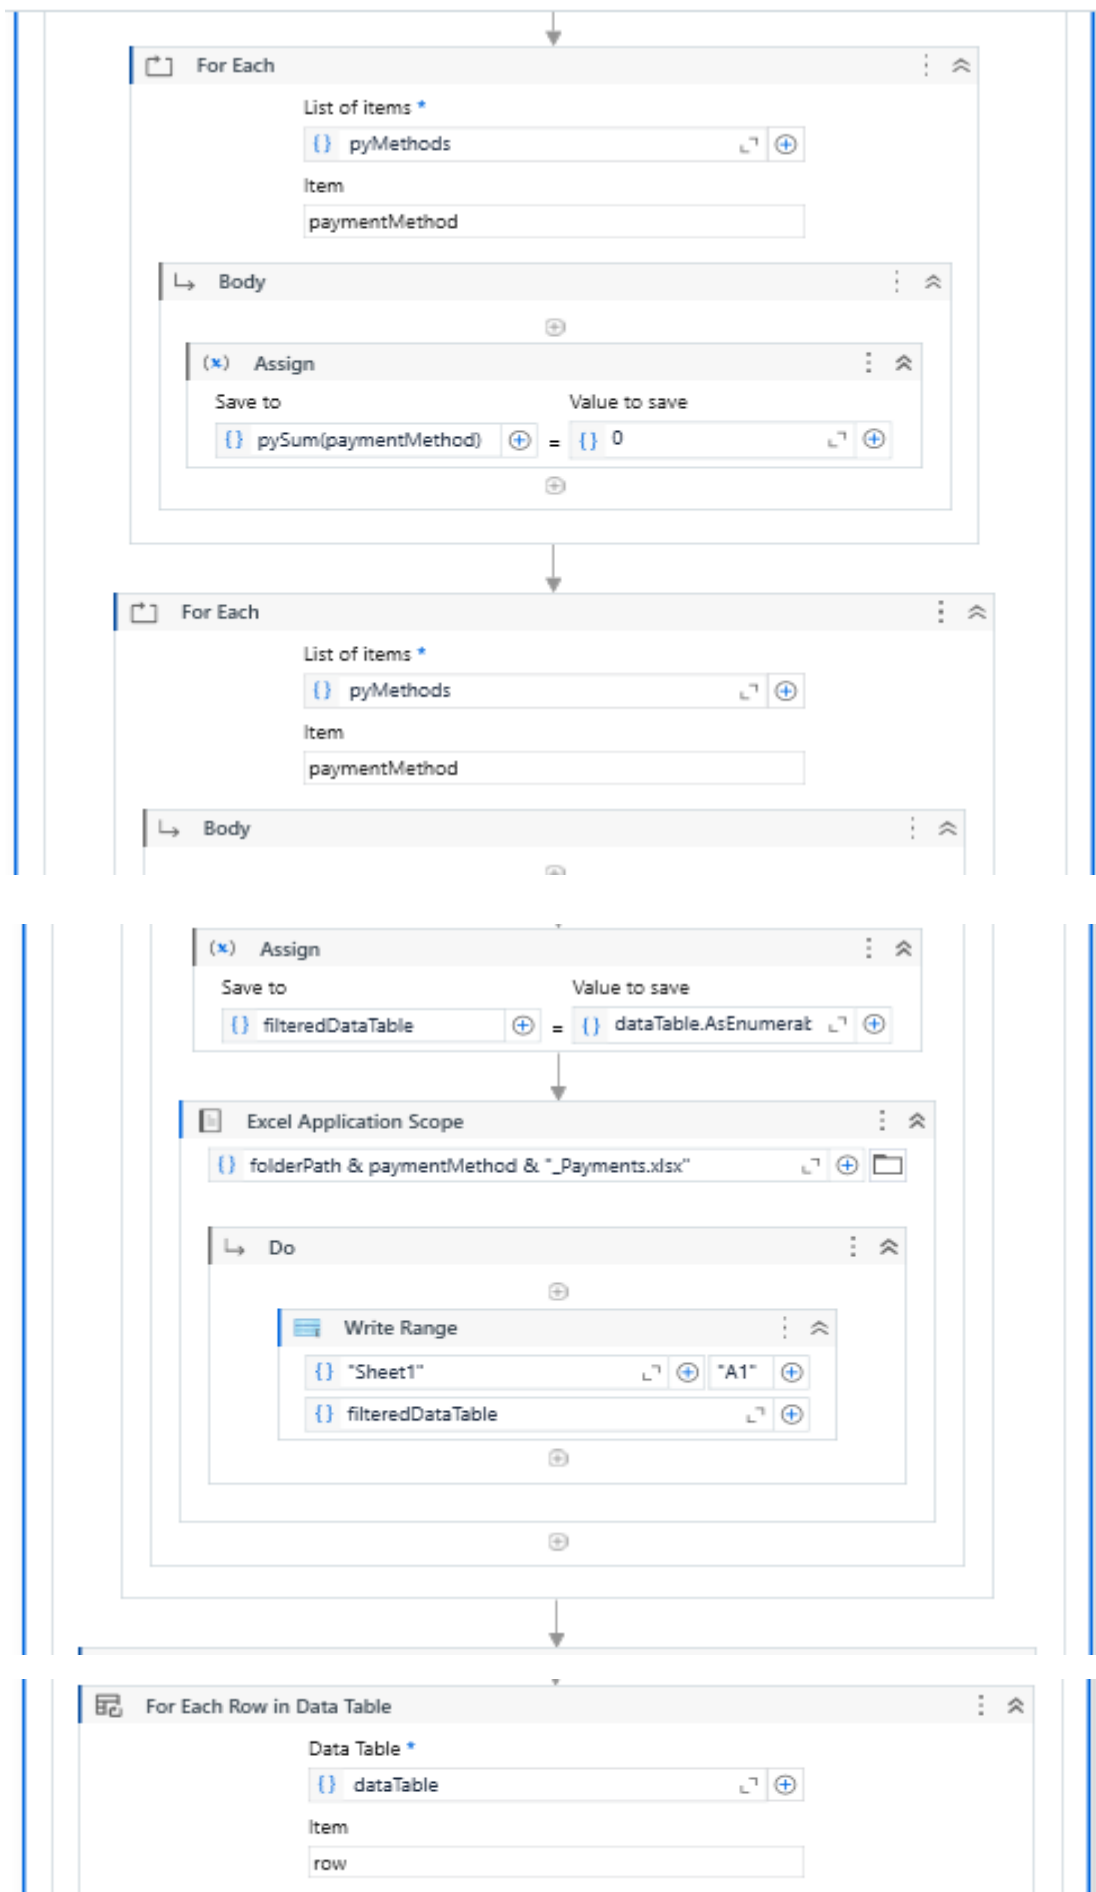 For Each
List of items *
pyMethods
Item
paymentMethod
Body
Assign
Save to Value to save
pySum(paymentMethod) = 0
For Each
List of items *
pyMethods
Item
paymentMethod
Body
Assign
Save to Value to save
filteredDataTable = dataTable.AsEnumerat
Excel Application Scope
folderPath & paymentMethod & "_Payments.xlsx"
Do
Write Range
"Sheet1" "A1"
filteredDataTable
For Each Row in Data Table
Data Table *
dataTable
Item
row